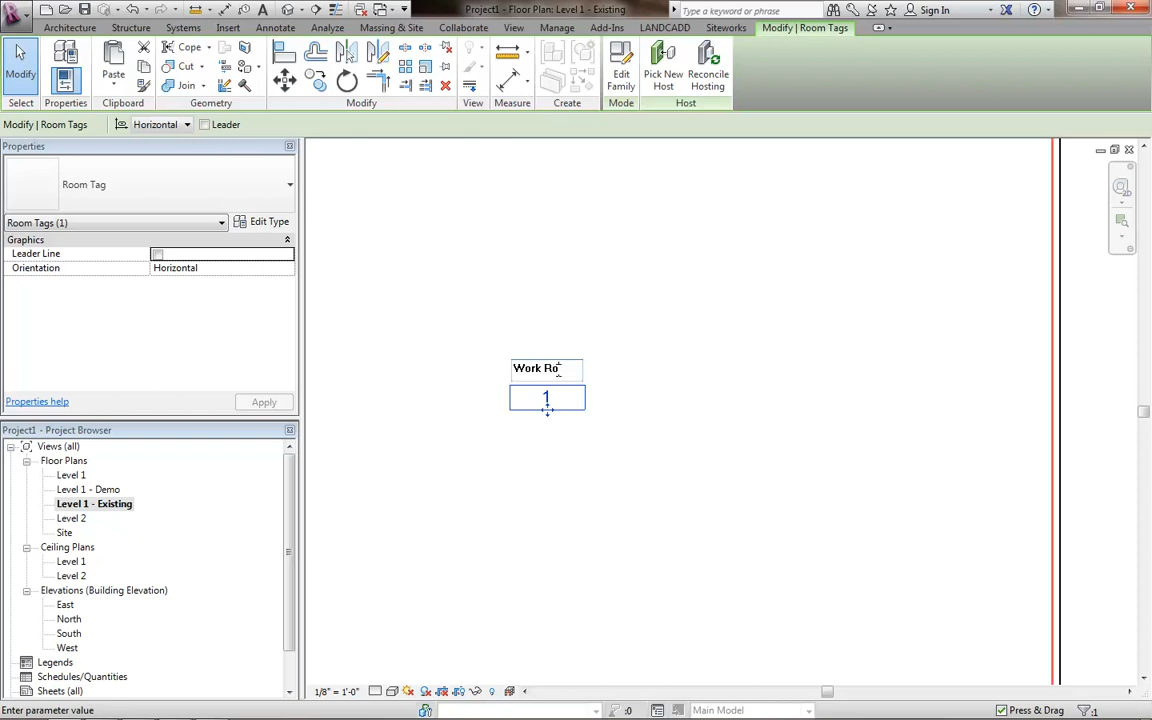 Project1 - Floor Plan: Level 1 - Existing
Type a keyword or phrase
Sign In
Architecture Structure Systems Insert Annotate Analyze Massing & Site Collaborate View Manage Add-Ins LANDCADD Siteworks Modify | Room Tags
Modify
Paste
Cope
Cut
Join
Edit Family
Pick New Host
Reconcile Hosting
Select Properties Clipboard Geometry Modify View Measure Create Mode Host
Modify | Room Tags Horizontal Leader
Properties
Room Tag
Room Tags (1) Edit Type
Graphics
Leader Line
Orientation Horizontal
Properties help Apply
Work Ro
1
Project1 - Project Browser
Views (all)
Floor Plans
Level 1
Level 1 - Demo
Level 1 - Existing
Level 2
Site
Ceiling Plans
Level 1
Level 2
Elevations (Building Elevation)
East
North
South
West
Legends
Schedules/Quantities
Sheets (all)
1/8" = 1'-0"
Enter parameter value :0 Main Model Press & Drag :1